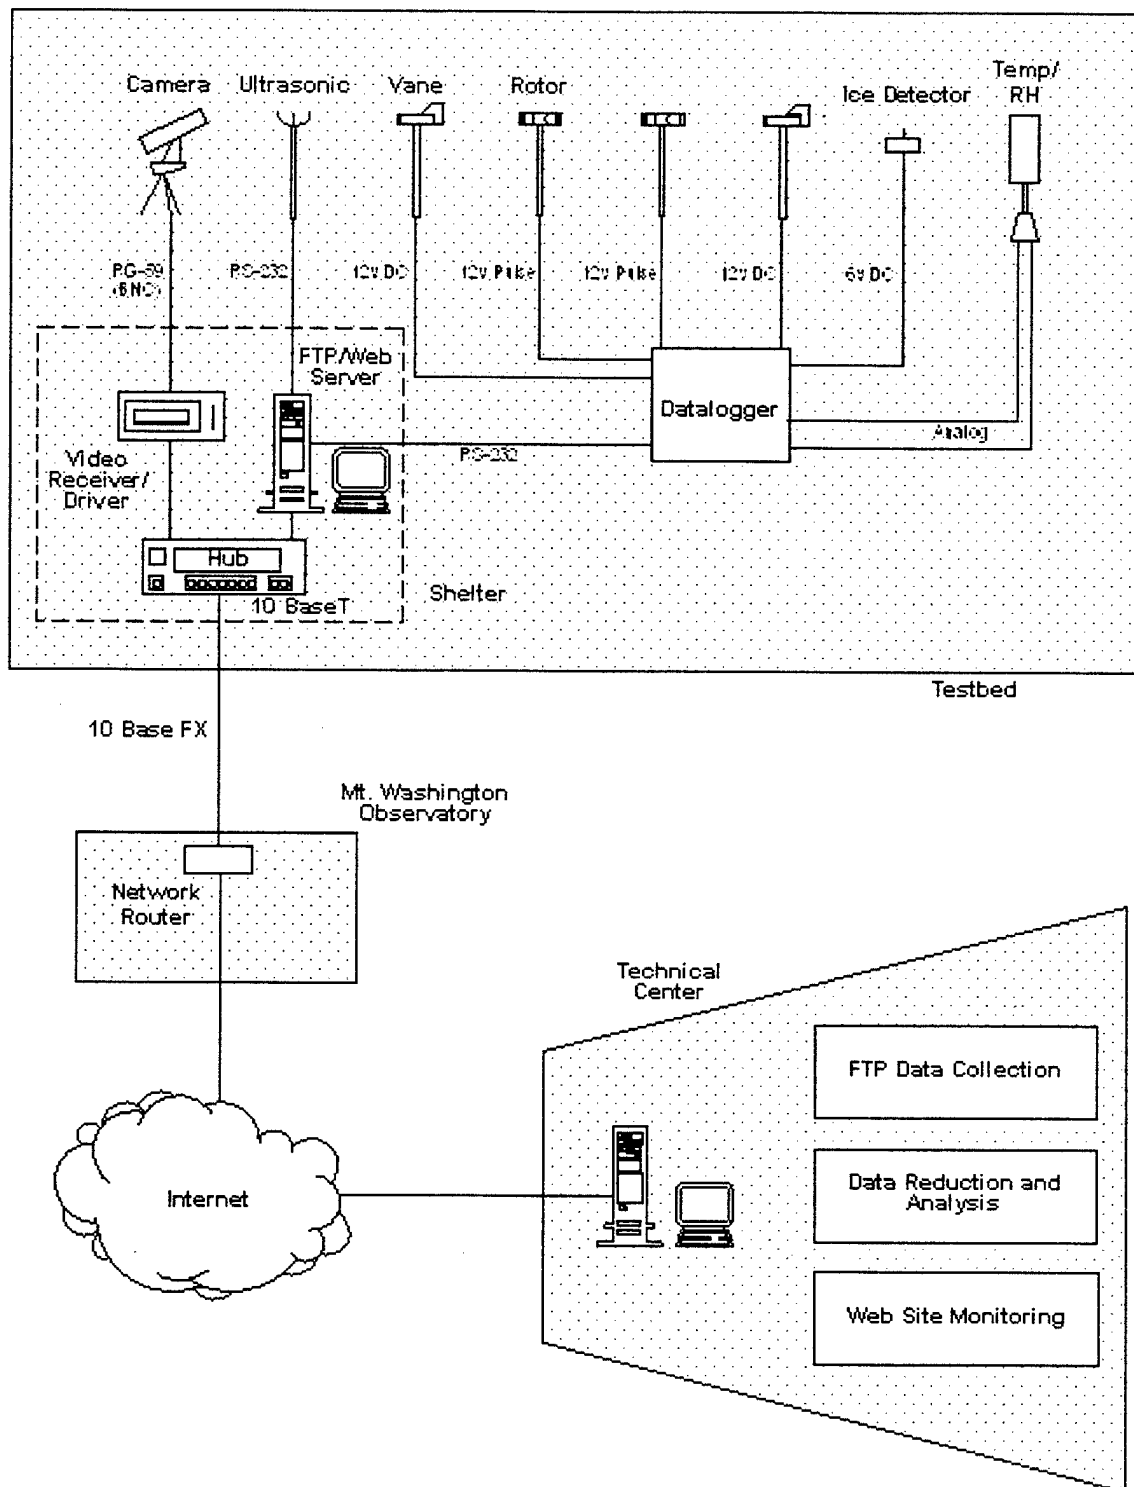 Camera
Ultrasonic
Vane
Rotor
Ice Detector
Temp/
RH
RG-59
(BNC)
RS-232
12V DC
12V Pulse
12V Pulse
12V DC
6V DC
FTP/Web
Server
Datalogger
Analog
RS-232
Video
Receiver/
Driver
Hub
10 BaseT
Shelter
Testbed
10 Base FX
Mt. Washington
Observatory
Network
Router
Technical
Center
FTP Data Collection
Data Reduction and
Analysis
Internet
Web Site Monitoring